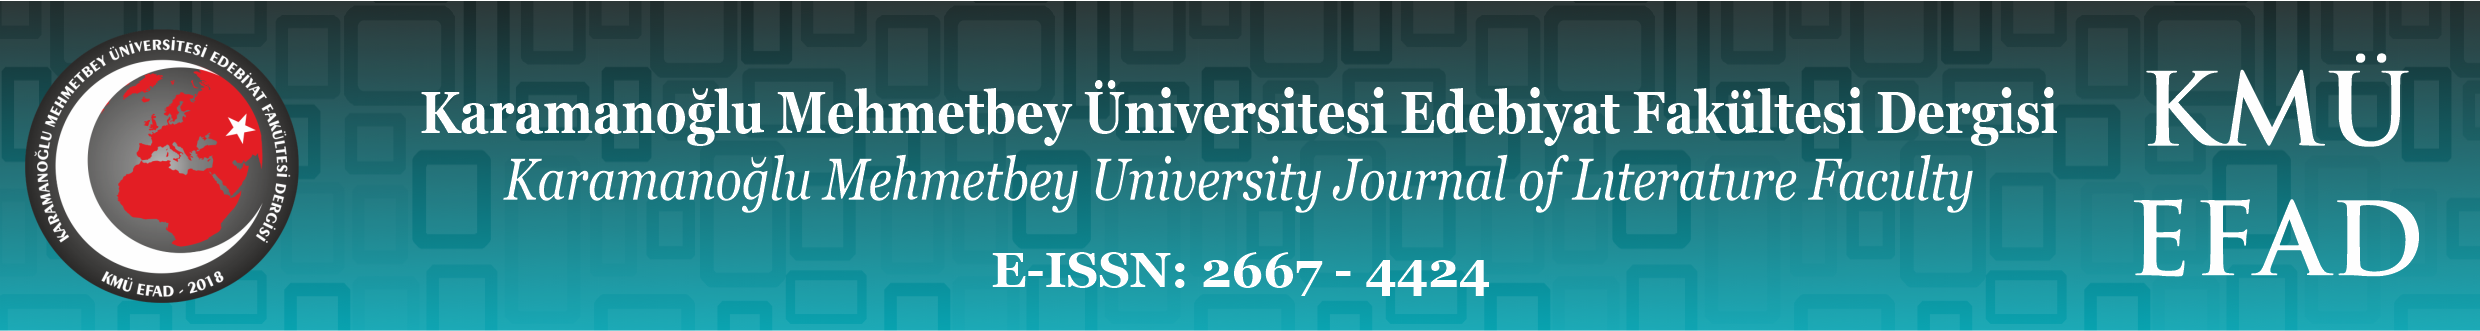 KARAMANOĞLU MEHMETBEY ÜNİVERSİTESİ EDEBİYAT FAKÜLTESİ DERGİSİ
KMÜ EFAD - 2018
Karamanoğlu Mehmetbey Üniversitesi Edebiyat Fakültesi Dergisi
Karamanoğlu Mehmetbey University Journal of Lıterature Faculty
E-ISSN: 2667 - 4424
KMÜ
EFAD